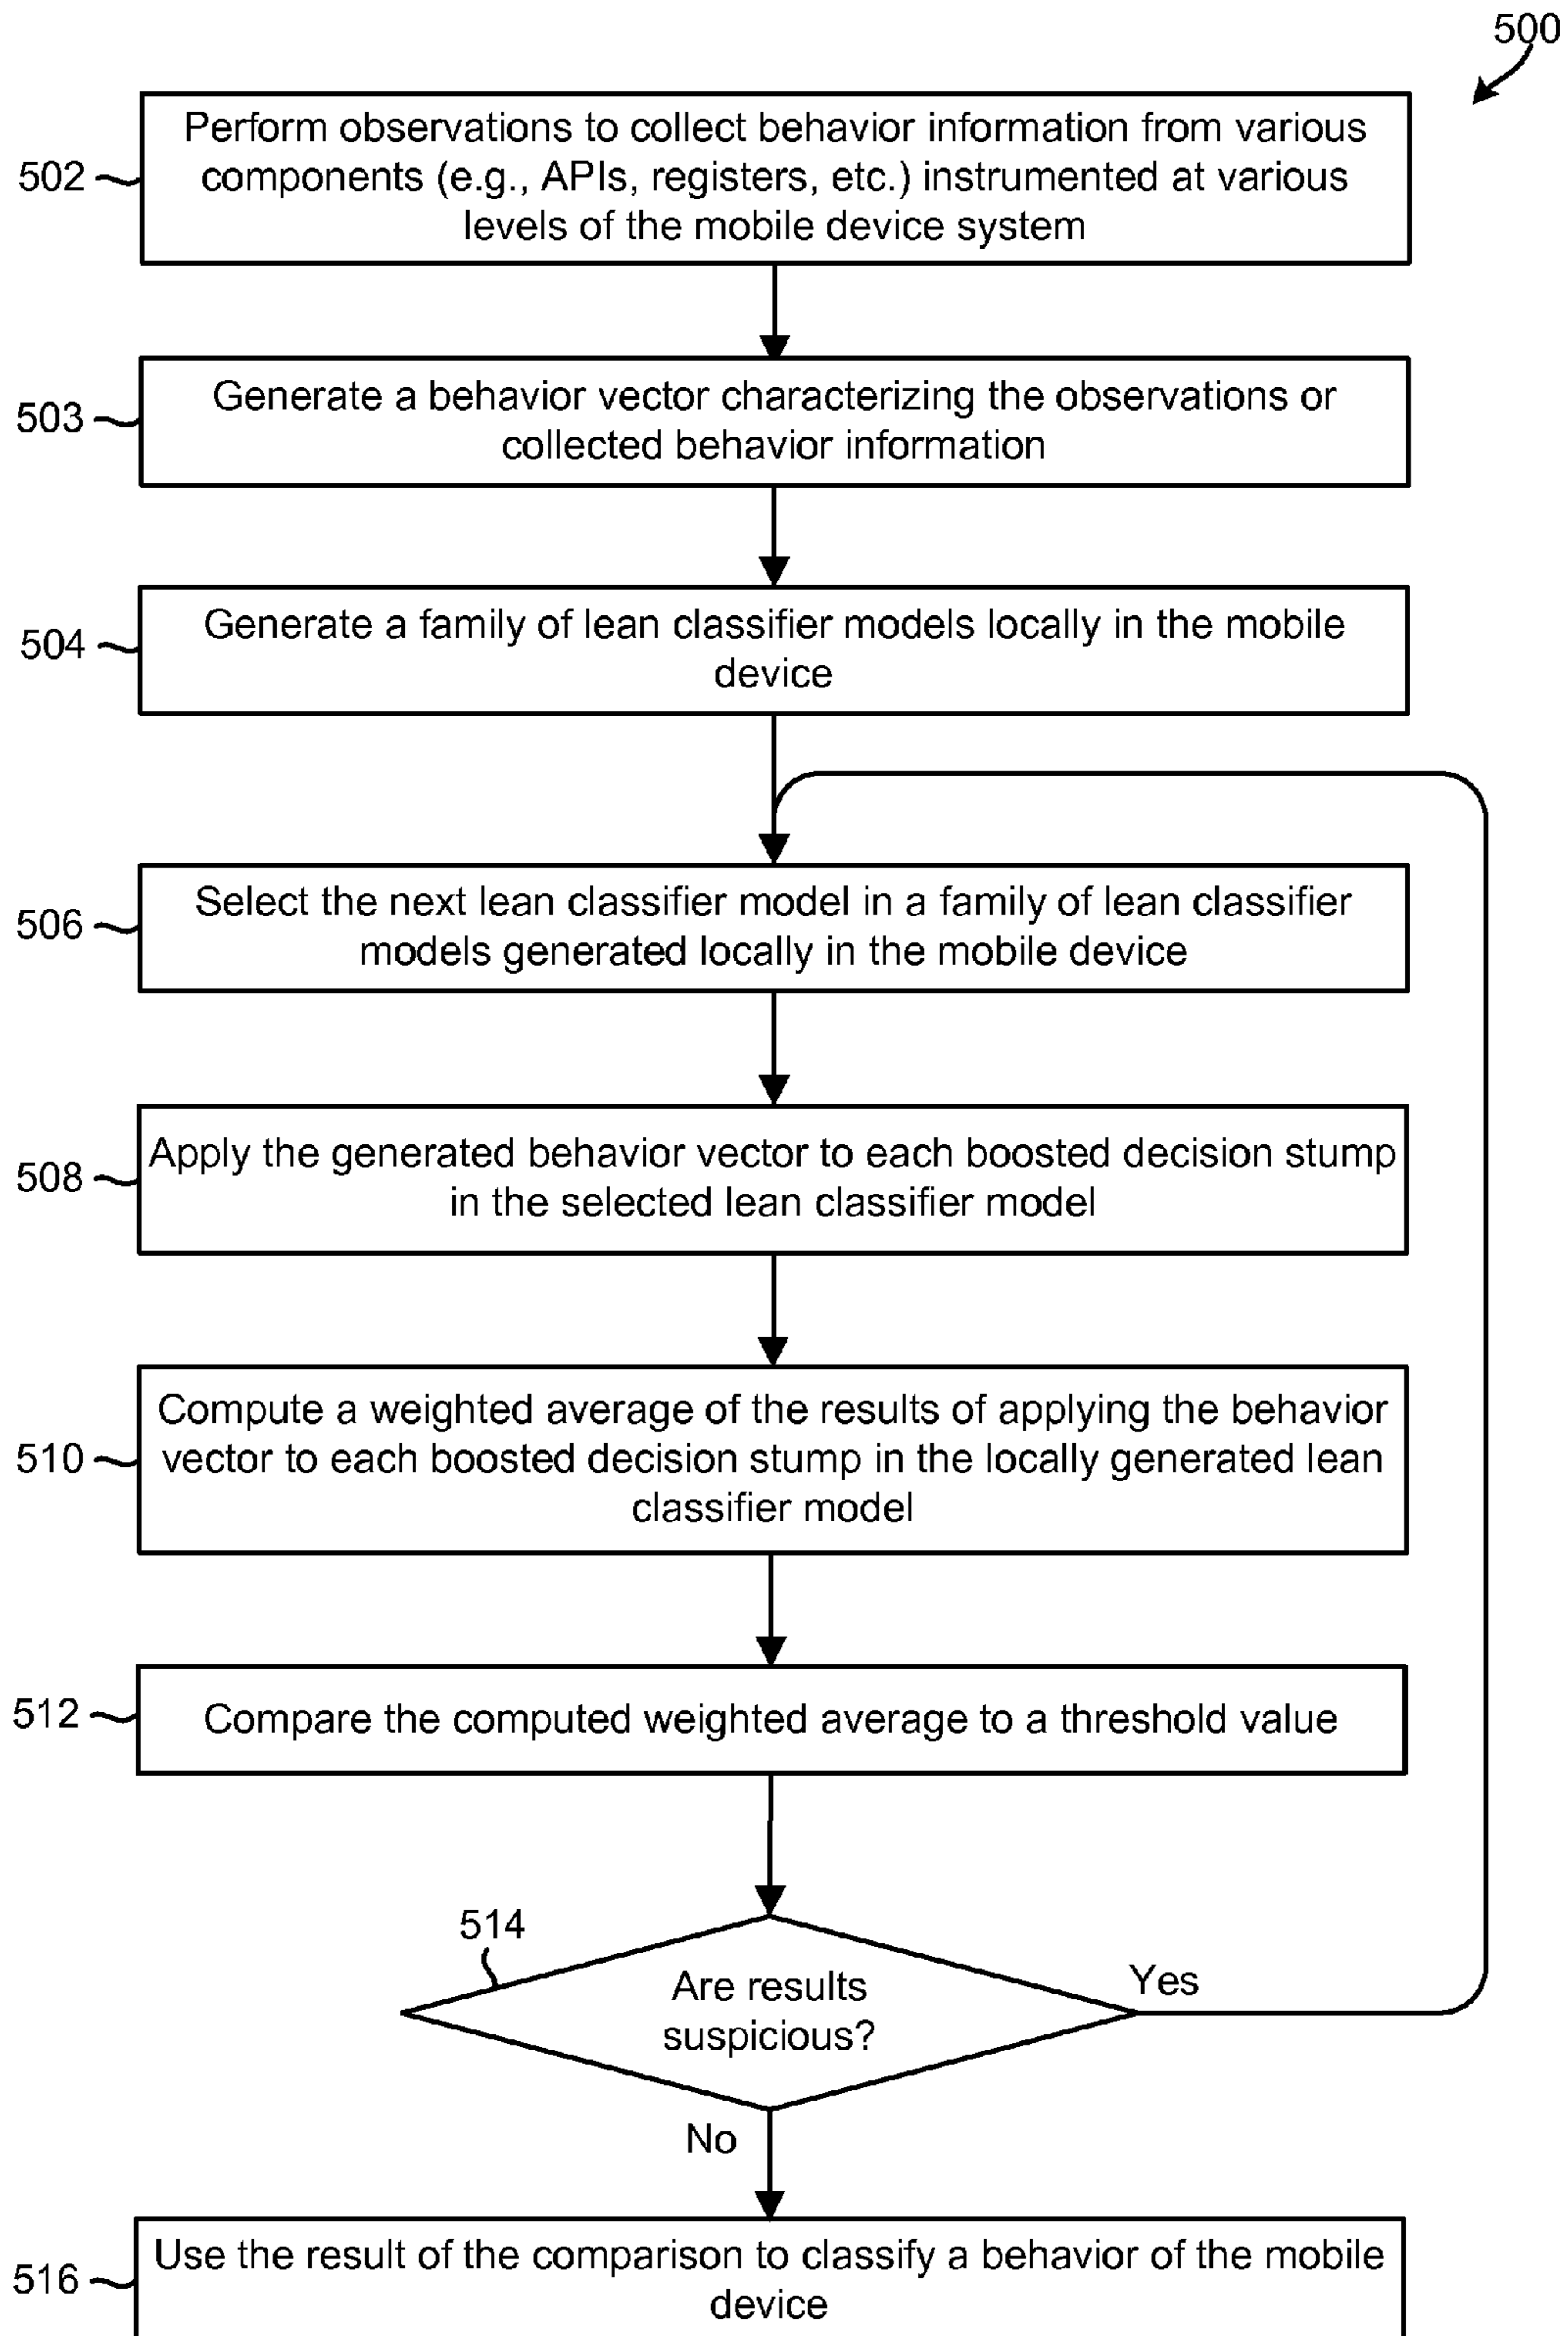 500
502
Perform observations to collect behavior information from various
components (e.g., APIs, registers, etc.) instrumented at various
levels of the mobile device system
503
Generate a behavior vector characterizing the observations or
collected behavior information
504
Generate a family of lean classifier models locally in the mobile
device
506
Select the next lean classifier model in a family of lean classifier
models generated locally in the mobile device
508
Apply the generated behavior vector to each boosted decision stump
in the selected lean classifier model
510
Compute a weighted average of the results of applying the behavior
vector to each boosted decision stump in the locally generated lean
classifier model
512
Compare the computed weighted average to a threshold value
514
Are results
suspicious?
Yes
No
516
Use the result of the comparison to classify a behavior of the mobile
device